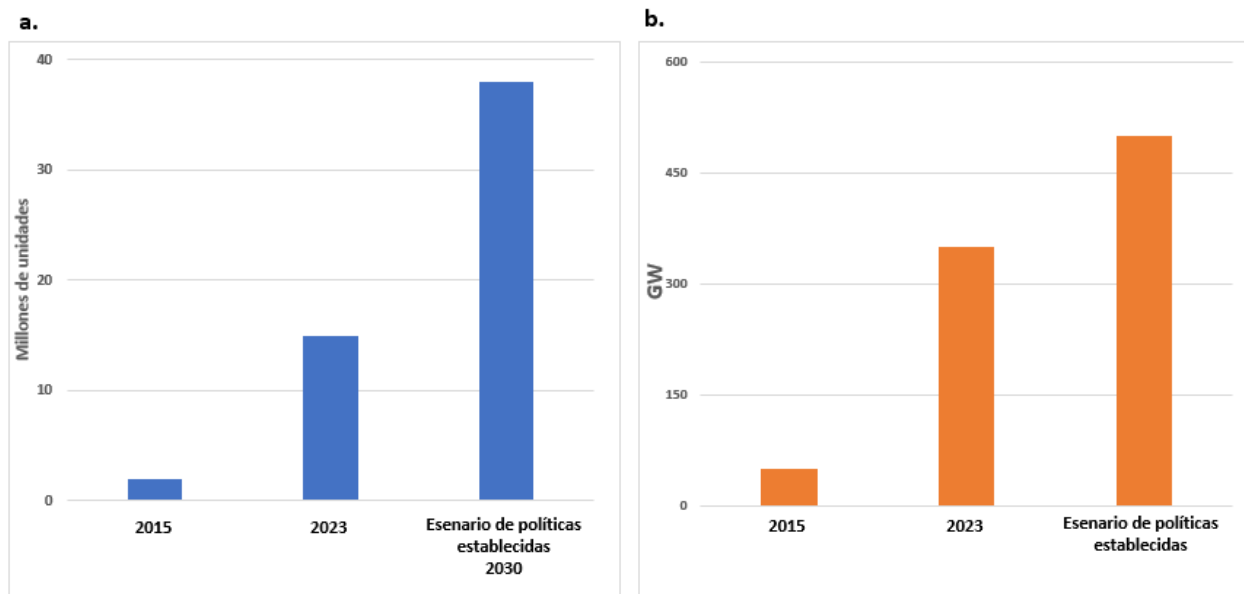 a.
40
30
20
10
0
Millones de unidades
2015
2023
Esenario de políticas
establecidas
2030
b.
600
450
300
150
0
GW
2015
2023
Esenario de políticas
establecidas